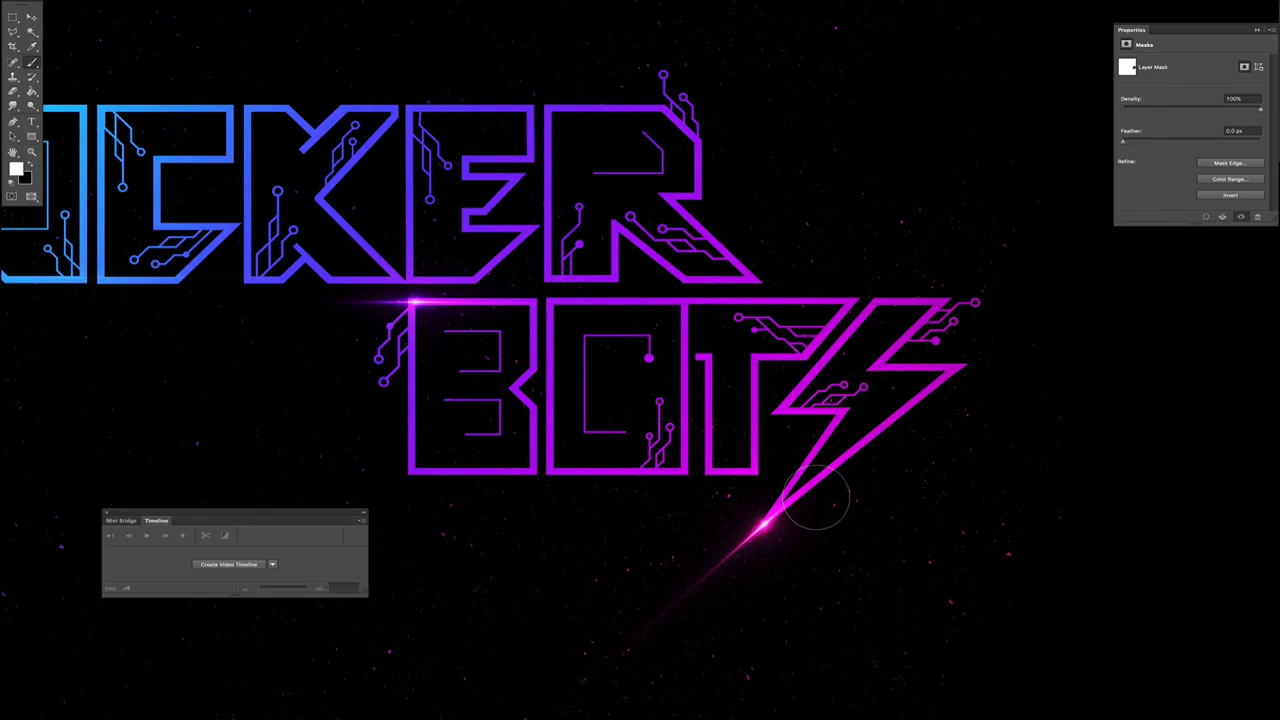 CKER
BOTS
Properties
Masks
Layer Mask
Density: 100%
Feather: 0.0 px
Refine: Mask Edge...
Color Range...
Invert
Mini Bridge Timeline
Create Video Timeline